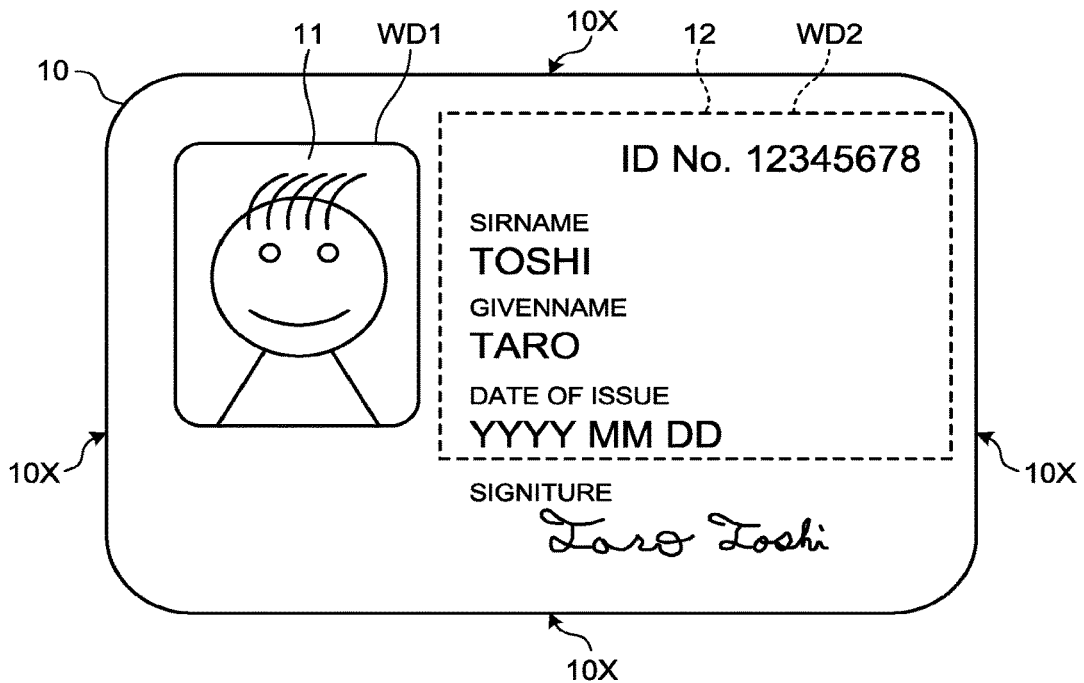 10X
11 WD1 12 WD2
10
ID No. 12345678
SIRNAME
TOSHI
GIVENNAME
TARO
DATE OF ISSUE
YYYY MM DD
10X 10X
SIGNITURE
Taro Toshi
10X